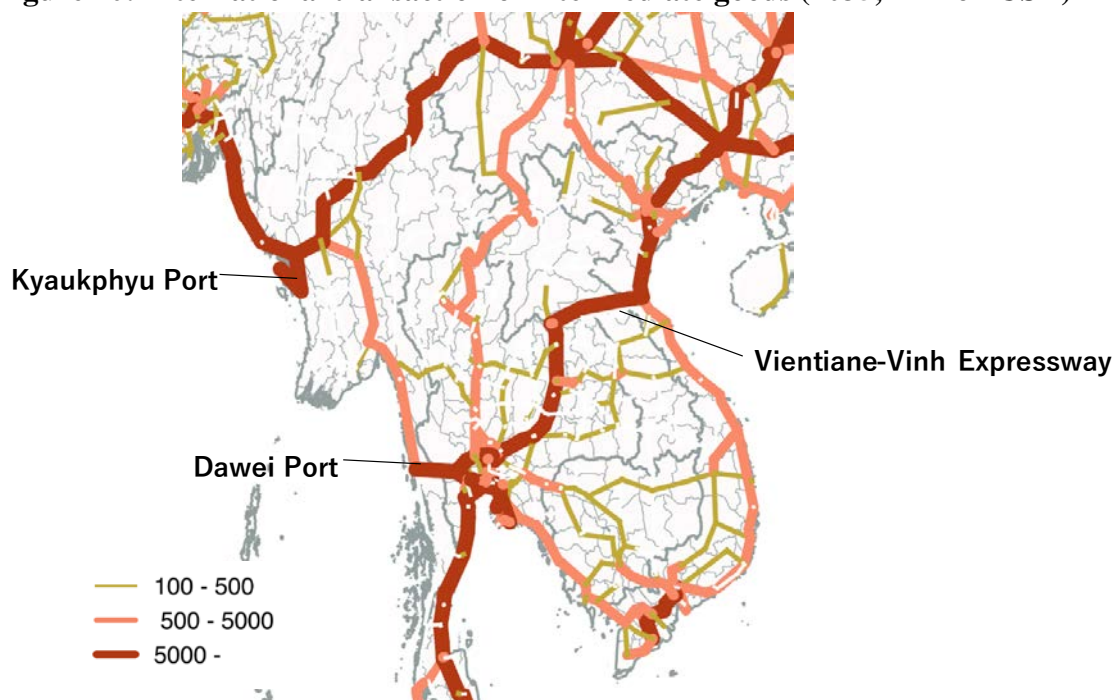 Kyaukphyu Port
Vientiane-Vinh Expressway
Dawei Port
100 - 500
500 - 5000
5000 -